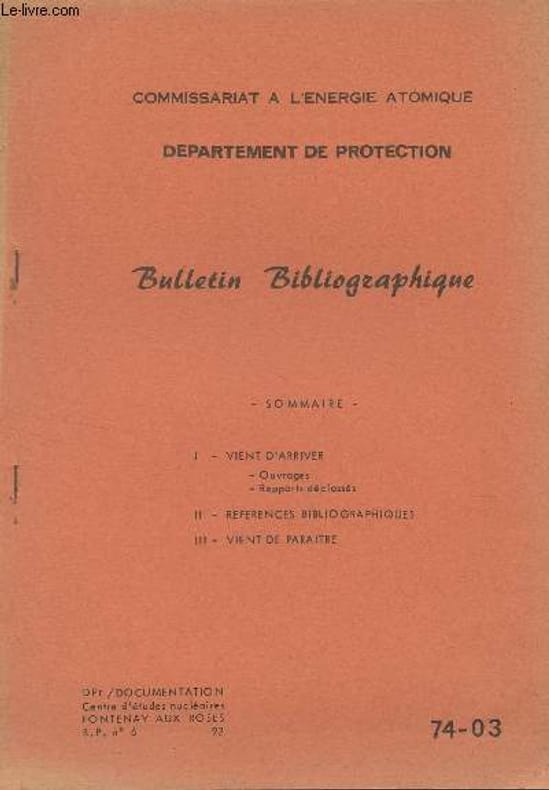 Le-livre.com
COMMISSARIAT A L'ENERGIE ATOMIQUE
DEPARTEMENT DE PROTECTION
Bulletin Bibliographique
- SOMMAIRE -
I - VIENT D'ARRIVER
- Ouvrages
- Rapports déclassés
II - REFERENCES BIBLIOGRAPHIQUES
III - VIENT DE PARAITRE
DPr/DOCUMENTATION
Centre d'études nucléaires
FONTENAY AUX ROSES
B.P. n° 6 92
74-03